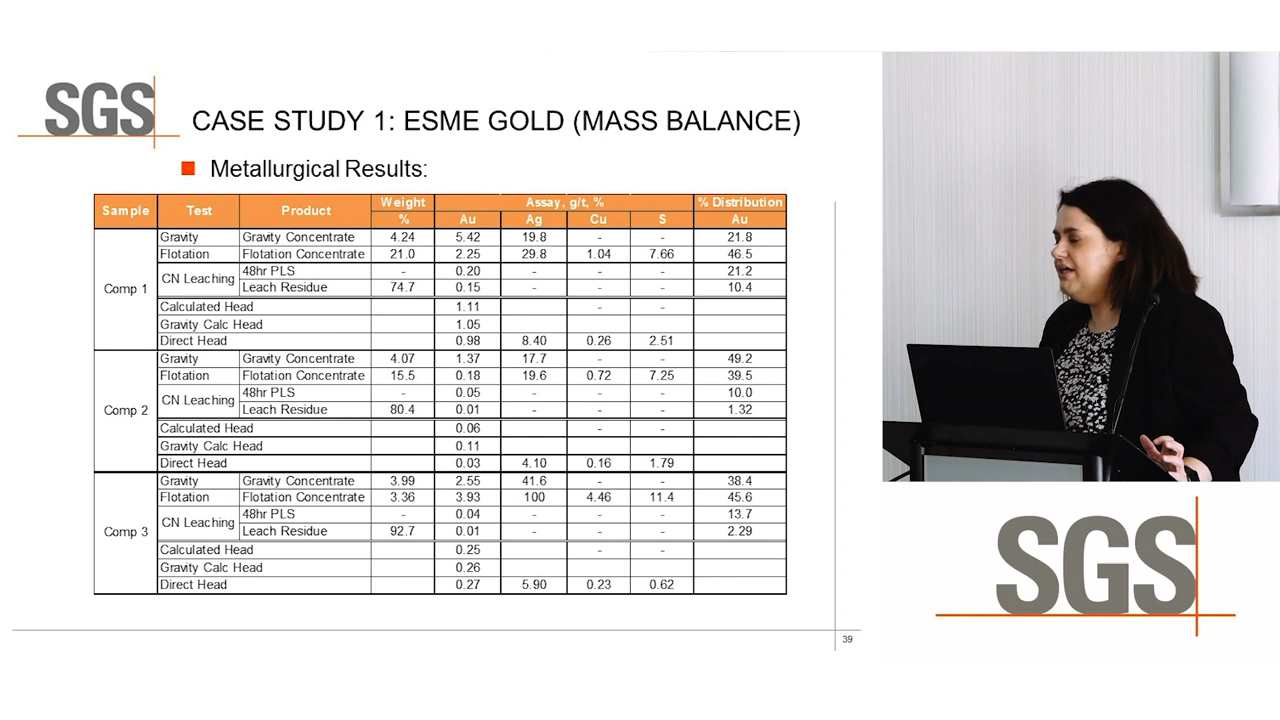 SGS
CASE STUDY 1: ESME GOLD (MASS BALANCE)
Metallurgical Results:
Sample Test Product Weight Assay, g/t, % % Distribution
% Au Ag Cu S Au
Comp 1
Gravity Gravity Concentrate 4.24 5.42 19.8 - - 21.8
Flotation Flotation Concentrate 21.0 2.25 29.8 1.04 7.66 46.5
CN Leaching 48hr PLS - 0.20 - - - 21.2
Leach Residue 74.7 0.15 - - - 10.4
Calculated Head 1.11 - -
Gravity Calc Head 1.05
Direct Head 0.98 8.40 0.26 2.51
Comp 2
Gravity Gravity Concentrate 4.07 1.37 17.7 - - 49.2
Flotation Flotation Concentrate 15.5 0.18 19.6 0.72 7.25 39.5
CN Leaching 48hr PLS - 0.05 - - - 10.0
Leach Residue 80.4 0.01 - - - 1.32
Calculated Head 0.06 - -
Gravity Calc Head 0.11
Direct Head 0.03 4.10 0.16 1.79
Comp 3
Gravity Gravity Concentrate 3.99 2.55 41.6 - - 38.4
Flotation Flotation Concentrate 3.36 3.93 100 4.46 11.4 45.6
CN Leaching 48hr PLS - 0.04 - - - 13.7
Leach Residue 92.7 0.01 - - - 2.29
Calculated Head 0.25 - -
Gravity Calc Head 0.26
Direct Head 0.27 5.90 0.23 0.62
39
SGS